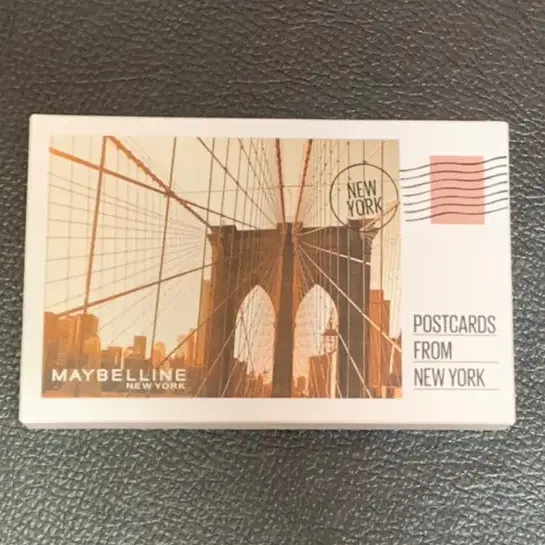 NEW
YORK
MAYBELLINE
NEW YORK
POSTCARDS
FROM
NEW YORK